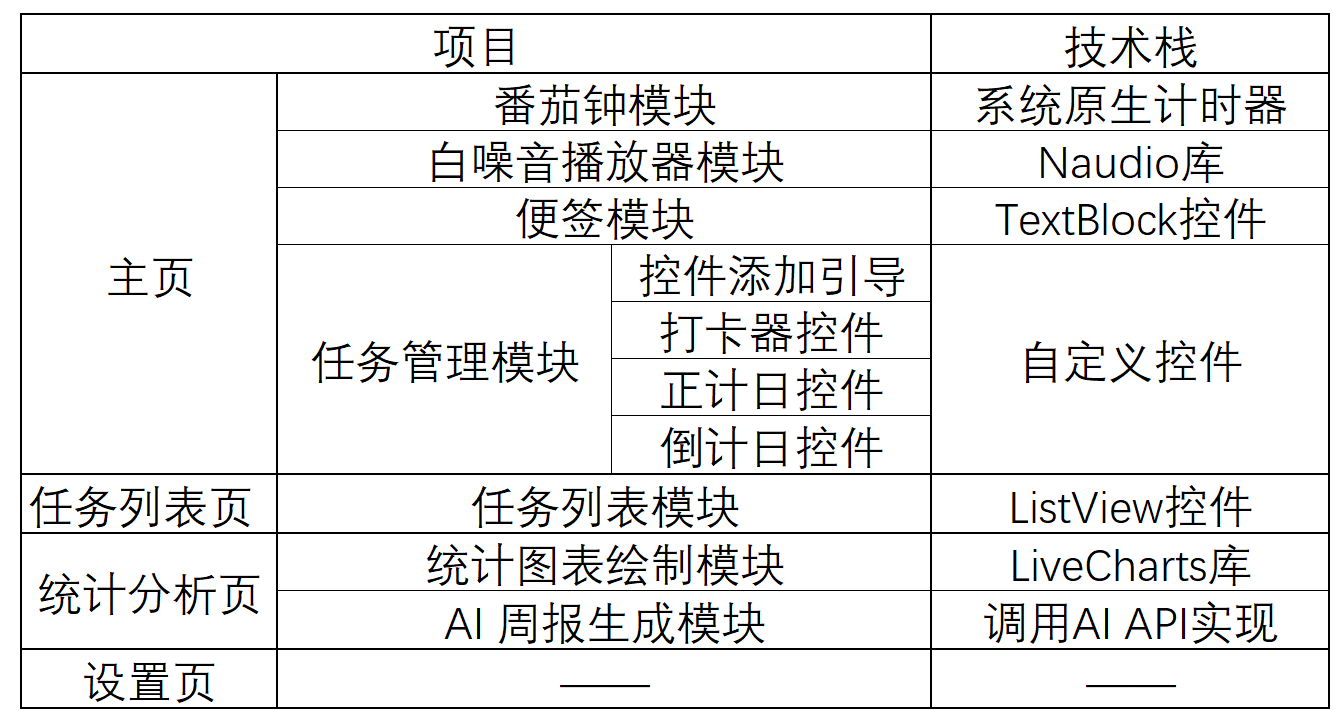 项目 技术栈
主页 番茄钟模块 系统原生计时器
白噪音播放器模块 Naudio库
便签模块 TextBlock控件
任务管理模块 控件添加引导 自定义控件
打卡器控件
正计日控件
倒计日控件
任务列表页 任务列表模块 ListView控件
统计分析页 统计图表绘制模块 LiveCharts库
AI 周报生成模块 调用AI API实现
设置页 —— ——